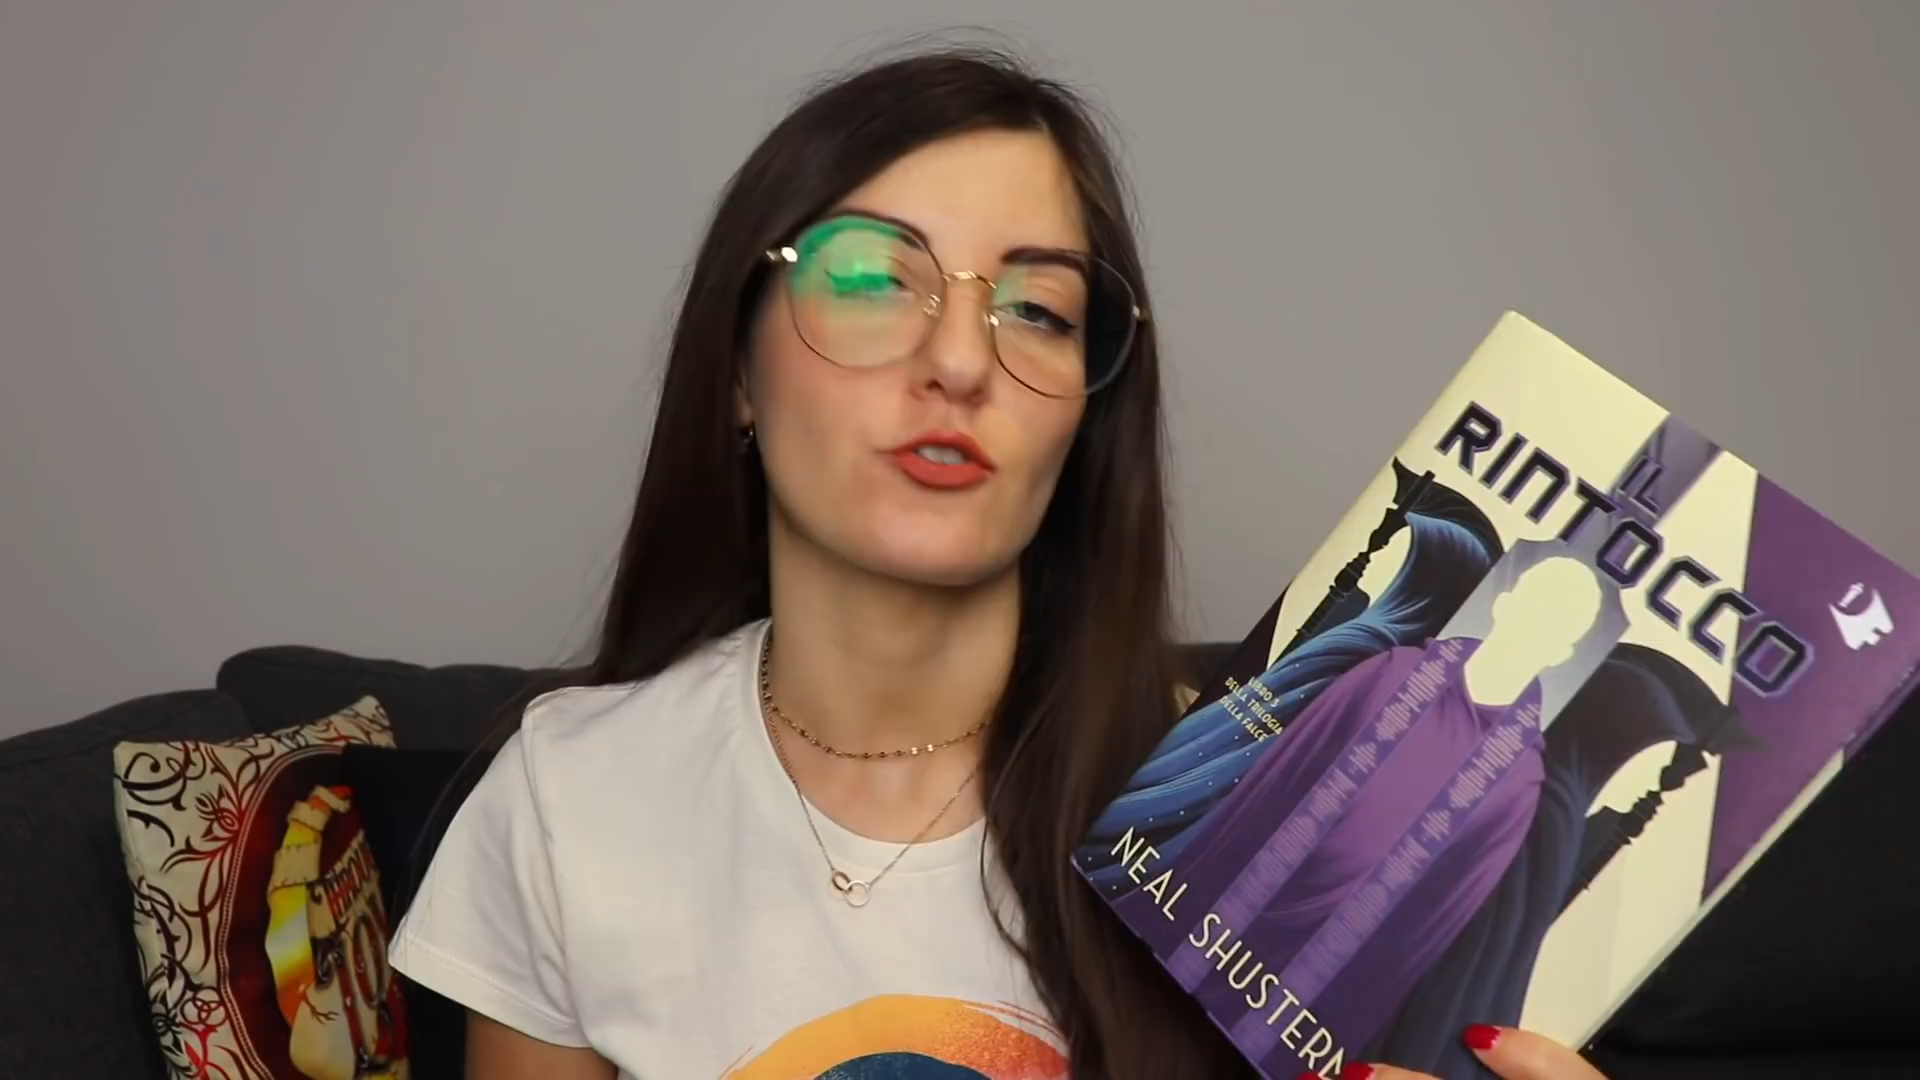 IL
RINTOCCO
LIBRO 3
DELLA TRILOGIA
DELLA FALCE
NEAL SHUSTERM